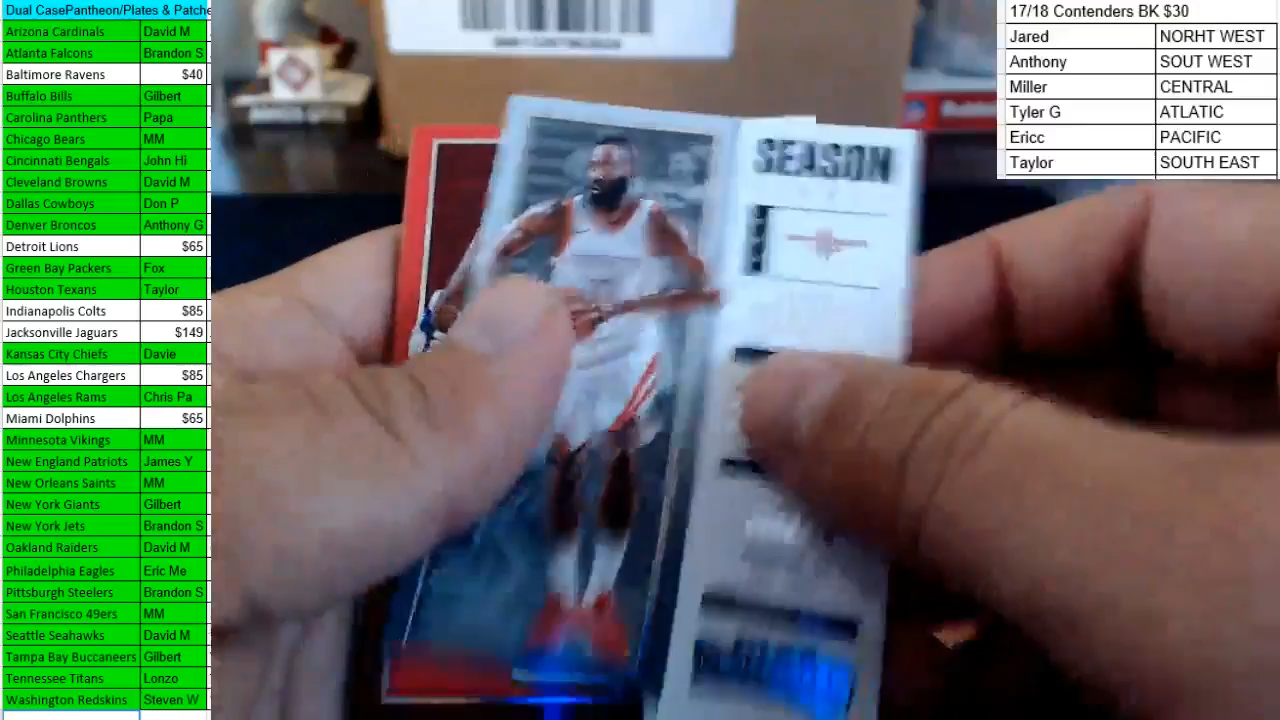 Dual CasePantheon/Plates & Patche
Arizona Cardinals David M
Atlanta Falcons Brandon S
Baltimore Ravens $40
Buffalo Bills Gilbert
Carolina Panthers Papa
Chicago Bears MM
Cincinnati Bengals John Hi
Cleveland Browns David M
Dallas Cowboys Don P
Denver Broncos Anthony G
Detroit Lions $65
Green Bay Packers Fox
Houston Texans Taylor
Indianapolis Colts $85
Jacksonville Jaguars $149
Kansas City Chiefs Davie
Los Angeles Chargers $85
Los Angeles Rams Chris Pa
Miami Dolphins $65
Minnesota Vikings MM
New England Patriots James Y
New Orleans Saints MM
New York Giants Gilbert
New York Jets Brandon S
Oakland Raiders David M
Philadelphia Eagles Eric Me
Pittsburgh Steelers Brandon S
San Francisco 49ers MM
Seattle Seahawks David M
Tampa Bay Buccaneers Gilbert
Tennessee Titans Lonzo
Washington Redskins Steven W
SEASON
17/18 Contenders BK $30
Jared NORHT WEST
Anthony SOUT WEST
Miller CENTRAL
Tyler G ATLATIC
Ericc PACIFIC
Taylor SOUTH EAST